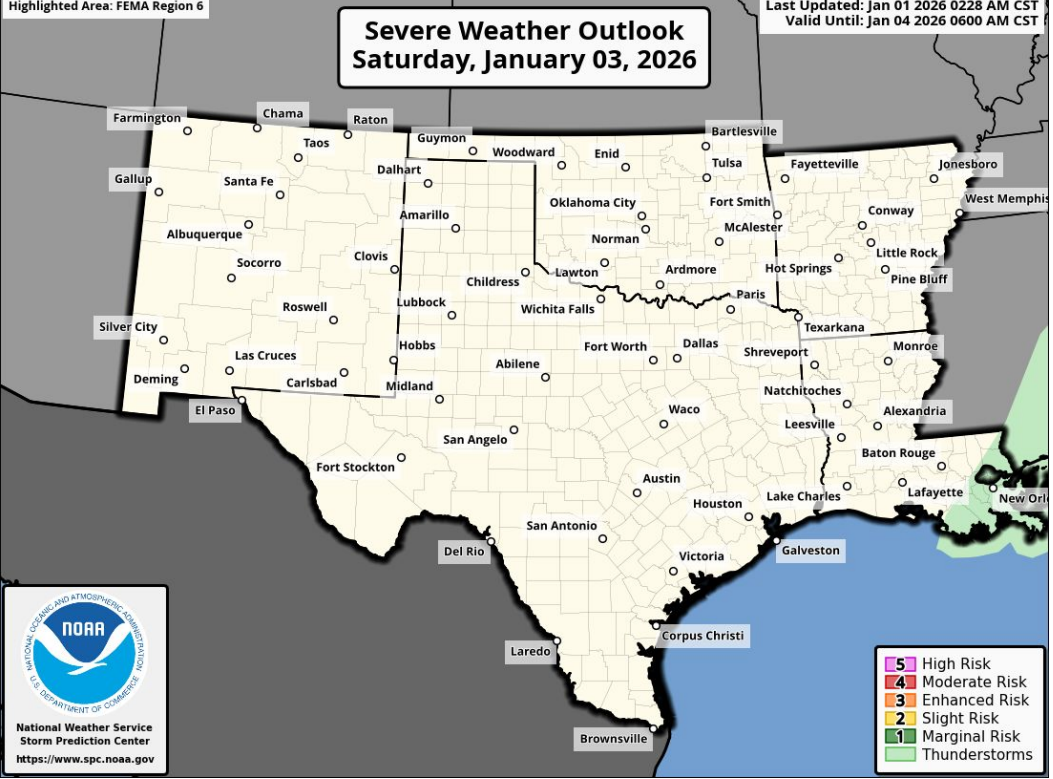 Highlighted Area: FEMA Region 6
Last Updated: Jan 01 2026 0228 AM CST
Valid Until: Jan 04 2026 0600 AM CST
Severe Weather Outlook
Saturday, January 03, 2026
Farmington
Chama
Raton
Taos
Guymon
Woodward
Enid
Bartlesville
Tulsa
Fayetteville
Jonesboro
Gallup
Santa Fe
Dalhart
Amarillo
Oklahoma City
Fort Smith
West Memphis
Albuquerque
Norman
McAlester
Conway
Socorro
Clovis
Childress
Lawton
Ardmore
Hot Springs
Little Rock
Pine Bluff
Roswell
Lubbock
Wichita Falls
Paris
Texarkana
Silver City
Las Cruces
Hobbs
Abilene
Fort Worth
Dallas
Shreveport
Monroe
Deming
Carlsbad
Midland
Natchitoches
El Paso
Waco
Leesville
Alexandria
San Angelo
Fort Stockton
Baton Rouge
Austin
Houston
Lake Charles
Lafayette
New Orl
Del Rio
San Antonio
Galveston
Victoria
Corpus Christi
Laredo
Brownsville
NATIONAL OCEANIC AND ATMOSPHERIC ADMINISTRATION
NOAA
U.S. DEPARTMENT OF COMMERCE
National Weather Service
Storm Prediction Center
https://www.spc.noaa.gov
5 High Risk
4 Moderate Risk
3 Enhanced Risk
2 Slight Risk
1 Marginal Risk
Thunderstorms